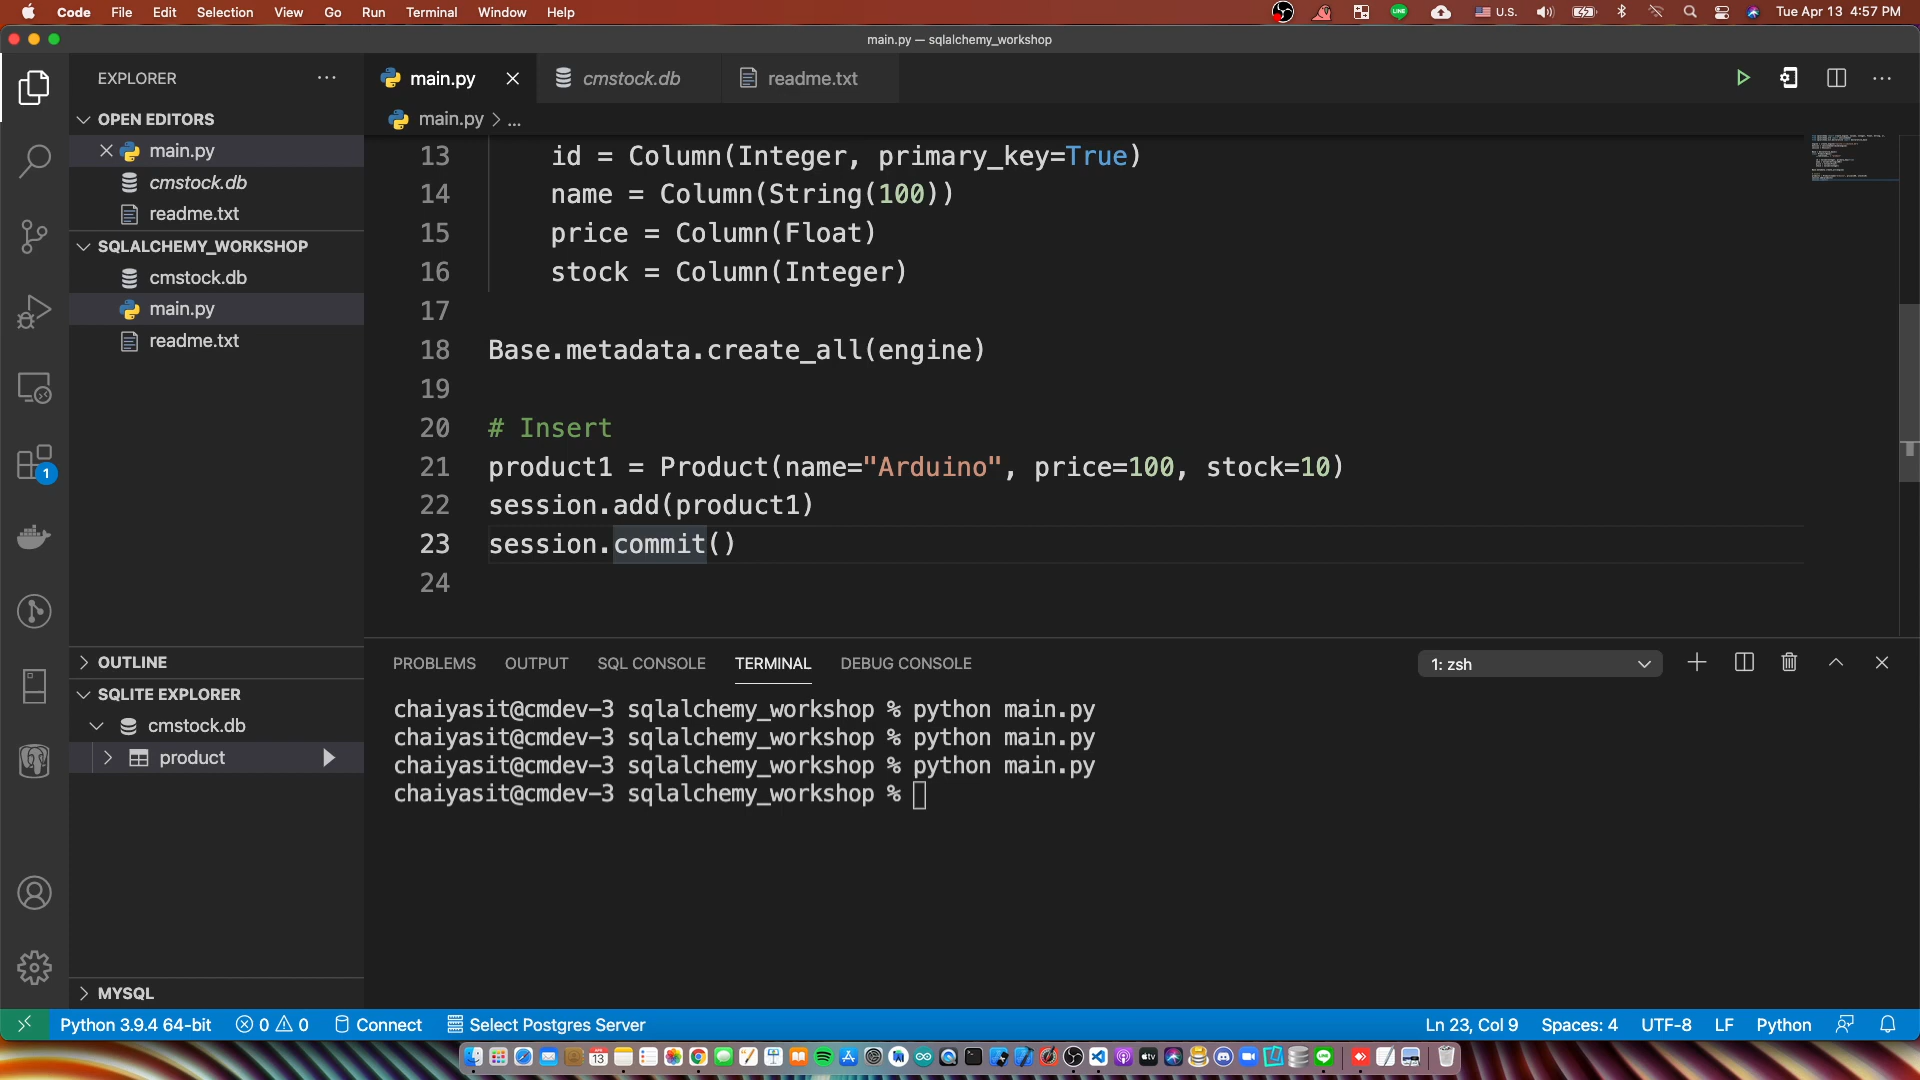 Code File Edit Selection View Go Run Terminal Window Help
LINE
U.S.
Tue Apr 13 4:57 PM
main.py — sqlalchemy_workshop
EXPLORER
main.py
cmstock.db
readme.txt
OPEN EDITORS
main.py
cmstock.db
readme.txt
SQLALCHEMY_WORKSHOP
cmstock.db
main.py
readme.txt
OUTLINE
SQLITE EXPLORER
cmstock.db
product
MYSQL
1
main.py > ...
13 id = Column(Integer, primary_key=True)
14 name = Column(String(100))
15 price = Column(Float)
16 stock = Column(Integer)
17
18 Base.metadata.create_all(engine)
19
20 # Insert
21 product1 = Product(name="Arduino", price=100, stock=10)
22 session.add(product1)
23 session.commit()
24
PROBLEMS OUTPUT SQL CONSOLE TERMINAL DEBUG CONSOLE
1: zsh
chaiyasit@cmdev-3 sqlalchemy_workshop % python main.py
chaiyasit@cmdev-3 sqlalchemy_workshop % python main.py
chaiyasit@cmdev-3 sqlalchemy_workshop % python main.py
chaiyasit@cmdev-3 sqlalchemy_workshop %
Python 3.9.4 64-bit 0 0 Connect Select Postgres Server
Ln 23, Col 9 Spaces: 4 UTF-8 LF Python
13
tv